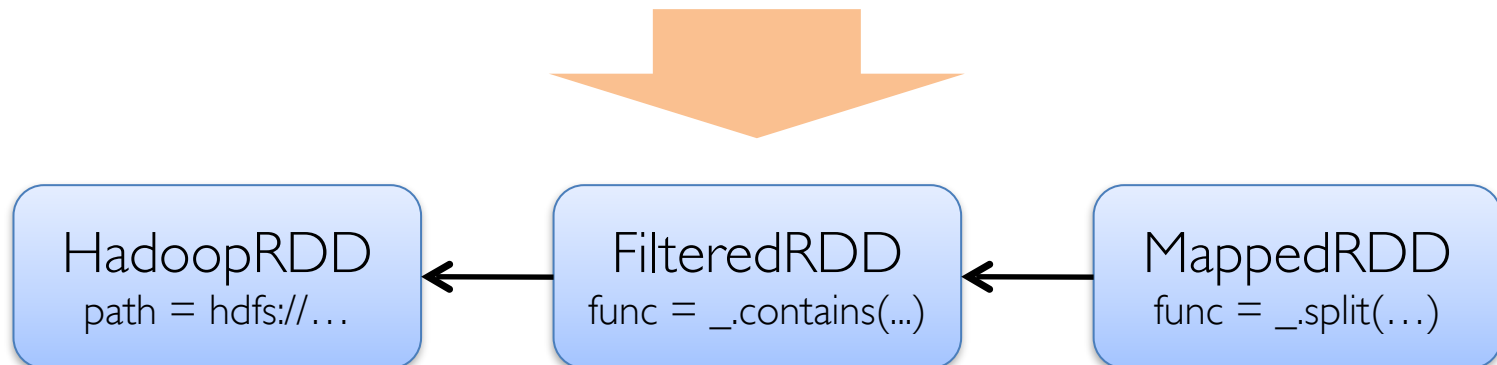 HadoopRDD
path = hdfs://…
FilteredRDD
func = _.contains(...)
MappedRDD
func = _.split(…)